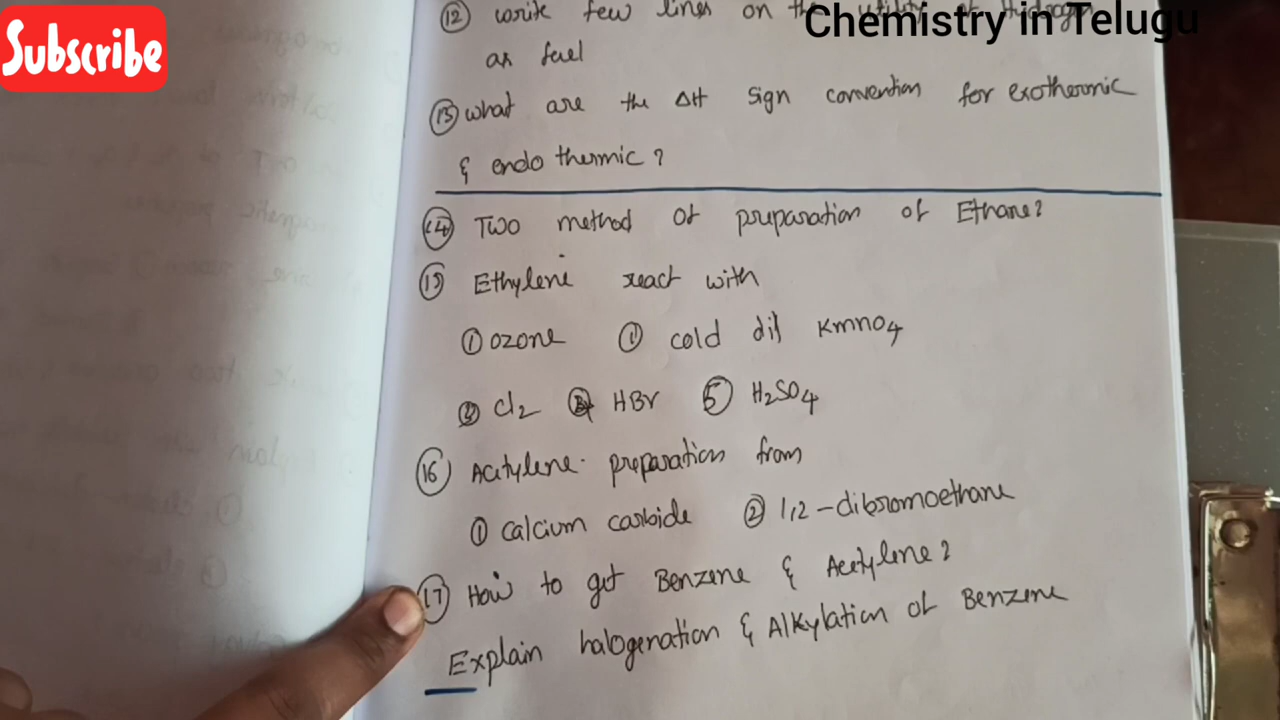 Subscribe
Chemistry in Telugu
12 write few lines on the utility of Hydrogen
as fuel
13 what are the ΔH sign convention for exothermic
& endo thermic?
14 Two method of preparation of Ethane?
15 Ethylene react with
① ozone ① cold dil KmnO4
③ Cl2 ④ HBr ⑤ H2SO4
16 Acetylene preparation from
① calcium carbide ② 1,2-dibromoethane
17 How to get Benzene & Acetylene?
Explain halogenation & Alkylation of Benzene